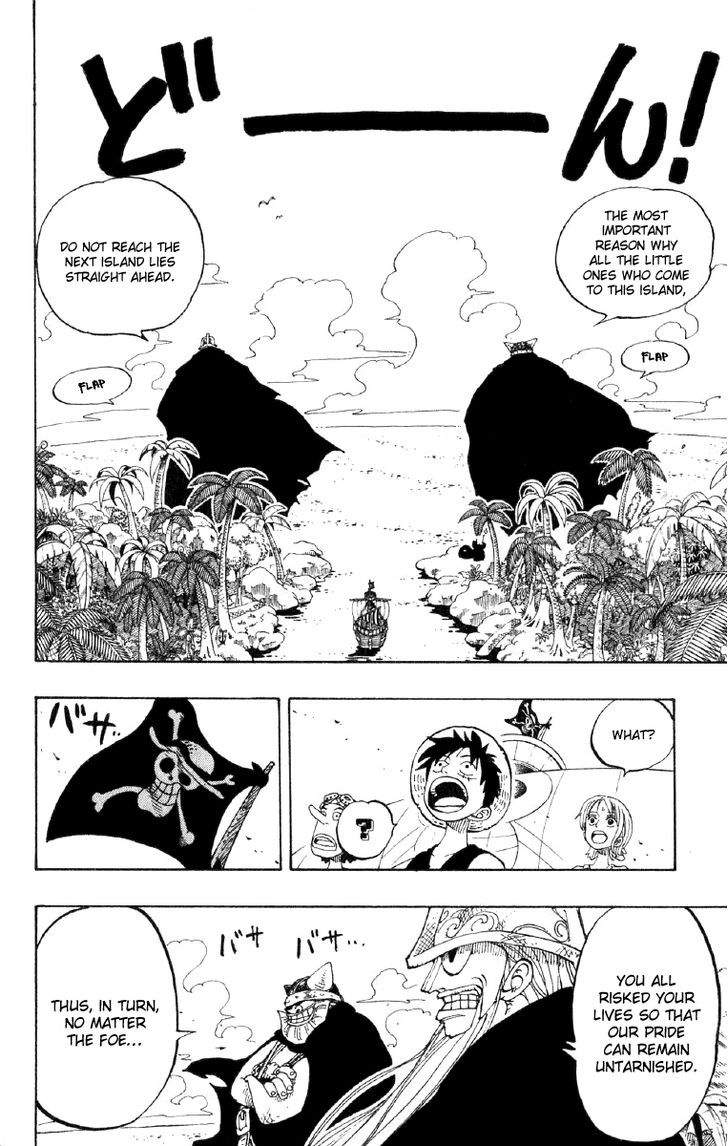 どーーん!
THE MOST
IMPORTANT
REASON WHY
ALL THE LITTLE
ONES WHO COME
TO THIS ISLAND,
DO NOT REACH THE
NEXT ISLAND LIES
STRAIGHT AHEAD.
FLAP
FLAP
WHAT?
?
バサ..
YOU ALL
RISKED YOUR
LIVES SO THAT
OUR PRIDE
CAN REMAIN
UNTARNISHED.
バサ...
バサ
THUS, IN TURN,
NO MATTER
THE FOE...